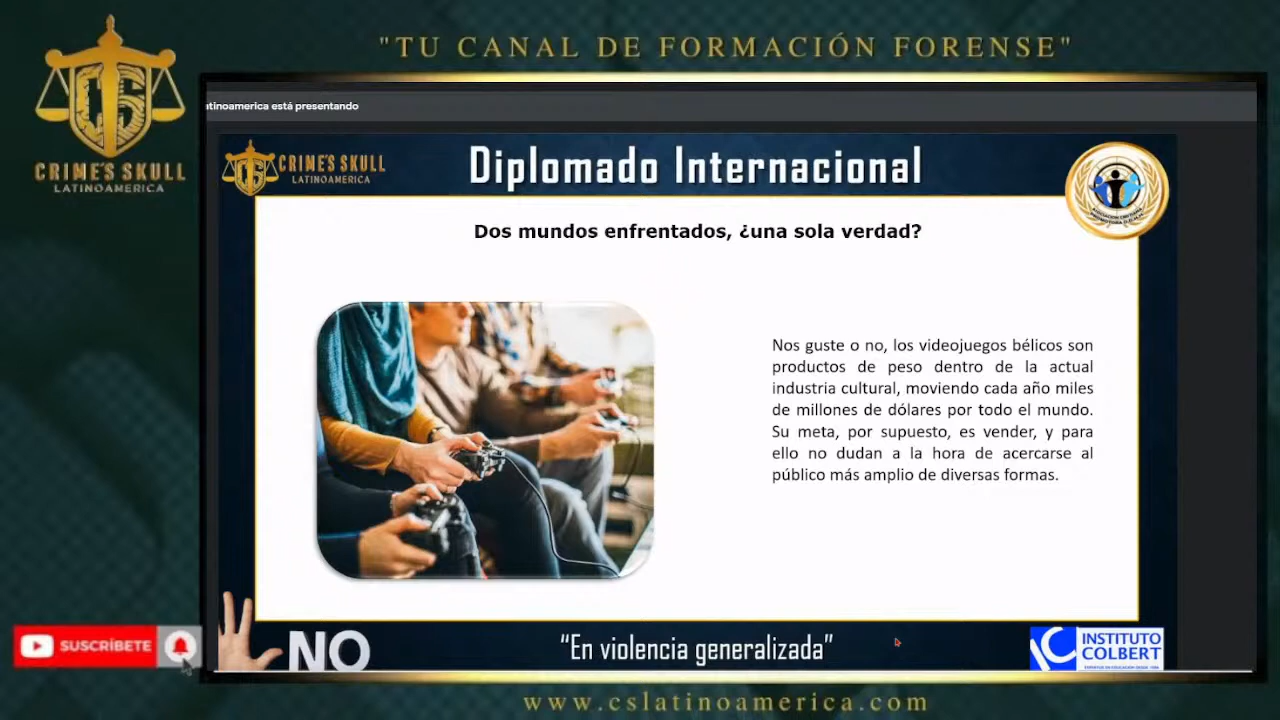 "TU CANAL DE FORMACIÓN FORENSE"
CS
CRIME'S SKULL
LATINOAMERICA
latinoamerica está presentando
CRIME'S SKULL
LATINOAMERICA
Diplomado Internacional
Dos mundos enfrentados, ¿una sola verdad?
Nos guste o no, los videojuegos bélicos son
productos de peso dentro de la actual
industria cultural, moviendo cada año miles
de millones de dólares por todo el mundo.
Su meta, por supuesto, es vender, y para
ello no dudan a la hora de acercarse al
público más amplio de diversas formas.
SUSCRÍBETE
NO
“En violencia generalizada”
INSTITUTO
COLBERT
www.cslatinoamerica.com